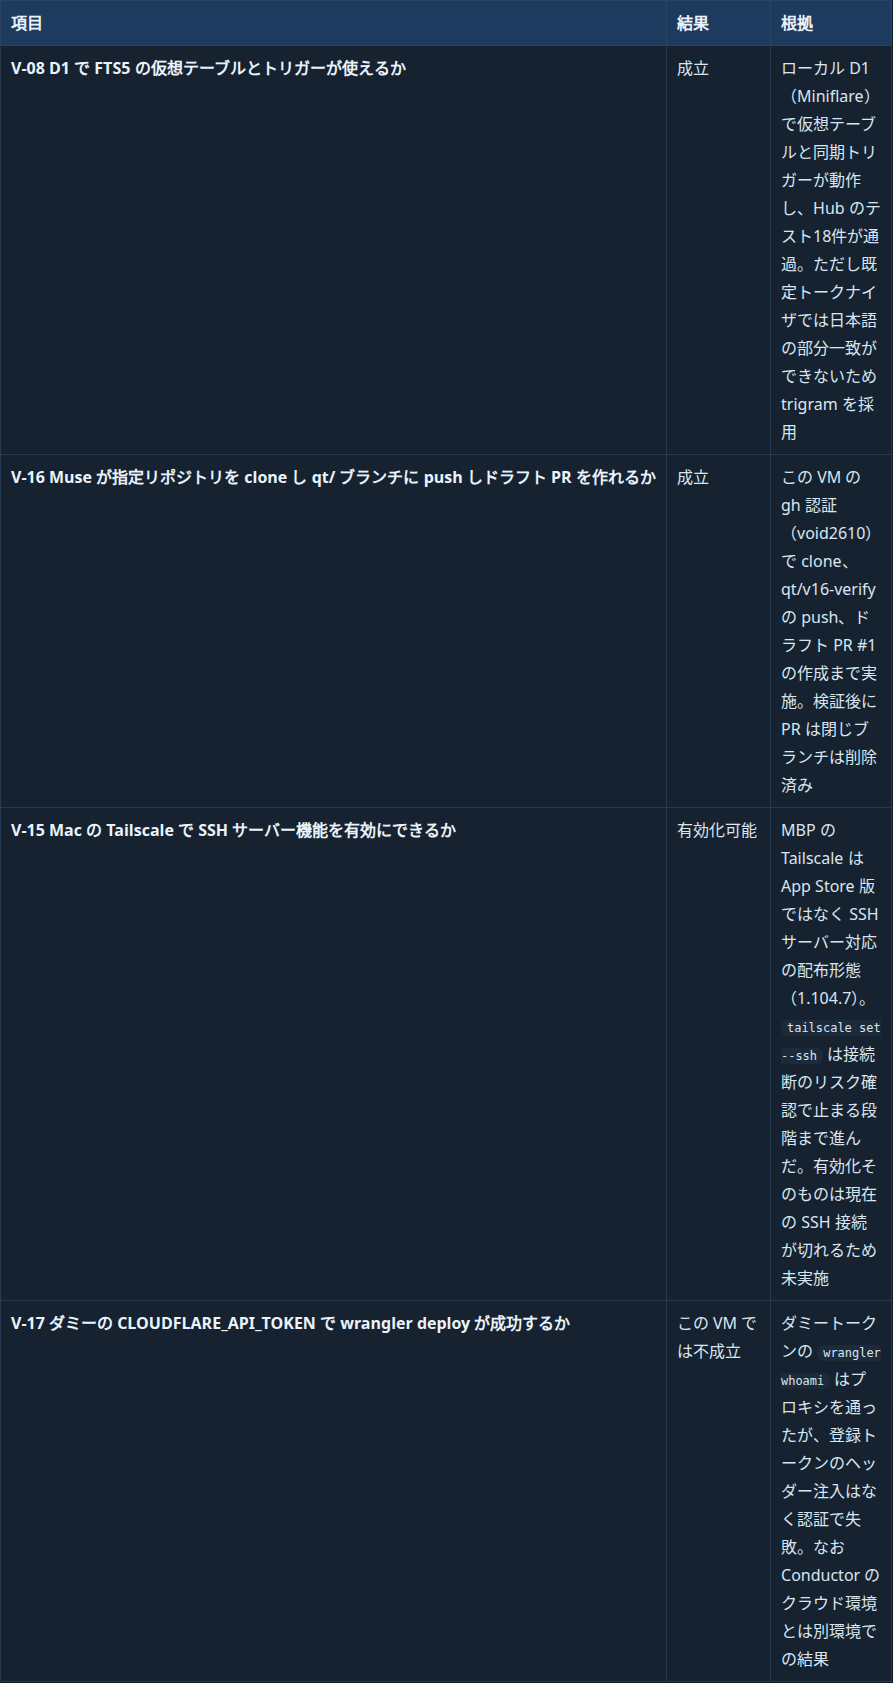 項目
結果
根拠
V-08 D1 で FTS5 の仮想テーブルとトリガーが使えるか
成立
ローカル D1
（Miniflare）
で仮想テーブ
ルと同期トリ
ガーが動作
し、Hub のテ
スト18件が通
過。ただし既
定トークナイ
ザでは日本語
の部分一致が
できないため
trigram を採
用
V-16 Muse が指定リポジトリを clone し qt/ ブランチに push しドラフト PR を作れるか
成立
この VM の
gh 認証
（void2610）
で clone、
qt/v16-verify
の push、ド
ラフト PR #1
の作成まで実
施。検証後に
PR は閉じブ
ランチは削除
済み
V-15 Mac の Tailscale で SSH サーバー機能を有効にできるか
有効化可能
MBP の
Tailscale は
App Store 版
ではなく SSH
サーバー対応
の配布形態
（1.104.7）。
tailscale set
--ssh は接続
断のリスク確
認で止まる段
階まで進ん
だ。有効化そ
のものは現在
の SSH 接続
が切れるため
未実施
V-17 ダミーの CLOUDFLARE_API_TOKEN で wrangler deploy が成功するか
この VM で
は不成立
ダミートーク
ンの wrangler
whoami はプ
ロキシを通っ
たが、登録ト
ークンのヘッ
ダー注入はな
く認証で失
敗。なお
Conductor の
クラウド環境
とは別環境で
の結果